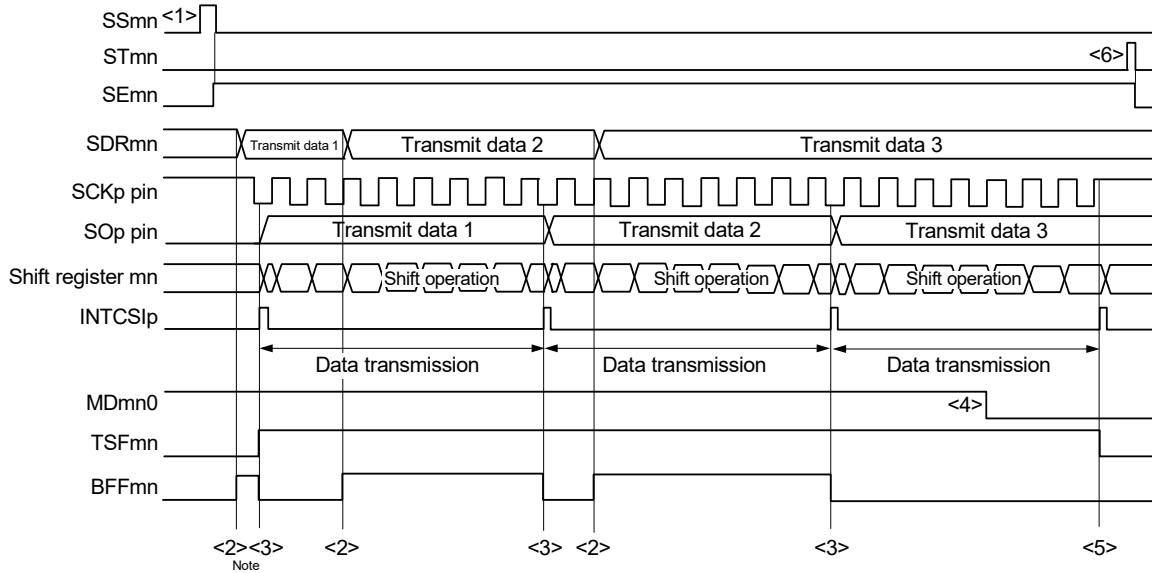 SSmn <1>
STmn <6>
SEmn
SDRmn Transmit data 1 Transmit data 2 Transmit data 3
SCKp pin
SOp pin Transmit data 1 Transmit data 2 Transmit data 3
Shift register mn Shift operation Shift operation Shift operation
INTCSIp
Data transmission Data transmission Data transmission
MDmn0 <4>
TSFmn
BFFmn
<2> <3> <2> <3> <2> <3> <5>
Note